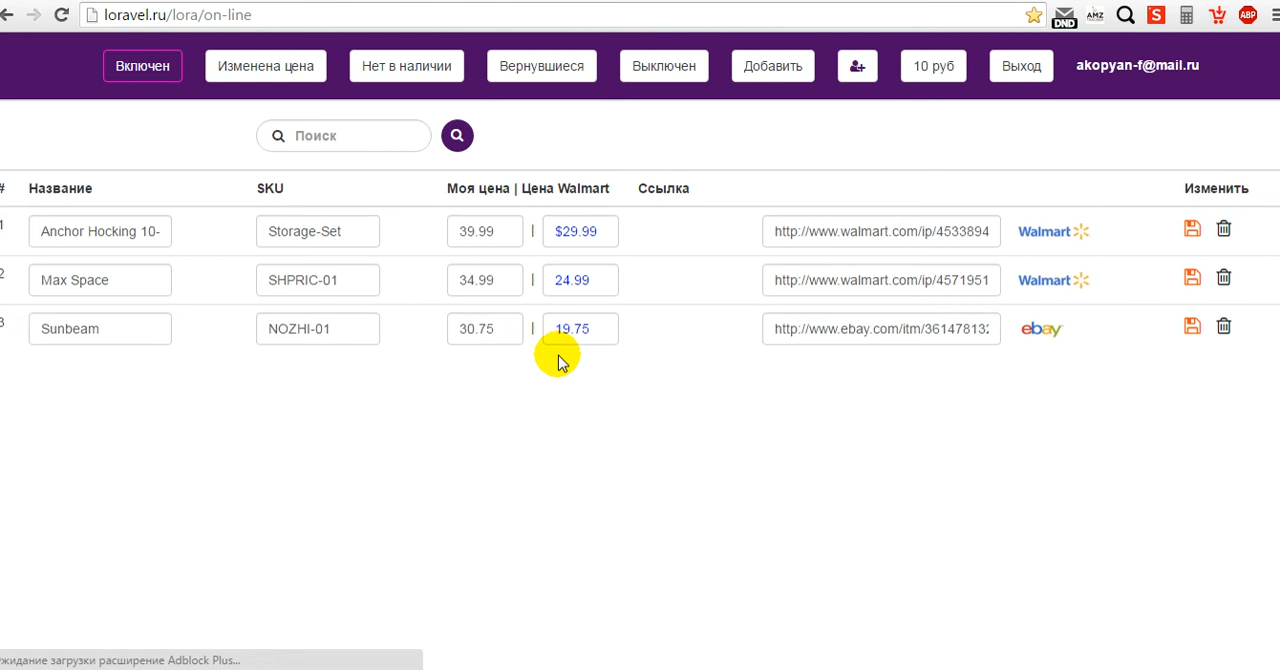 loravel.ru/lora/on-line
DND
AMZ
S
ABP
Включен Изменена цена Нет в наличии Вернувшиеся Выключен Добавить 10 руб Выход akopyan-f@mail.ru
Поиск
# Название SKU Моя цена | Цена Walmart Ссылка Изменить
1 Anchor Hocking 10- Storage-Set 39.99 | $29.99 http://www.walmart.com/ip/4533894 Walmart
2 Max Space SHPRIC-01 34.99 | 24.99 http://www.walmart.com/ip/4571951 Walmart
3 Sunbeam NOZHI-01 30.75 | 19.75 http://www.ebay.com/itm/361478132 ebay
жидание загрузки расширение Adblock Plus...